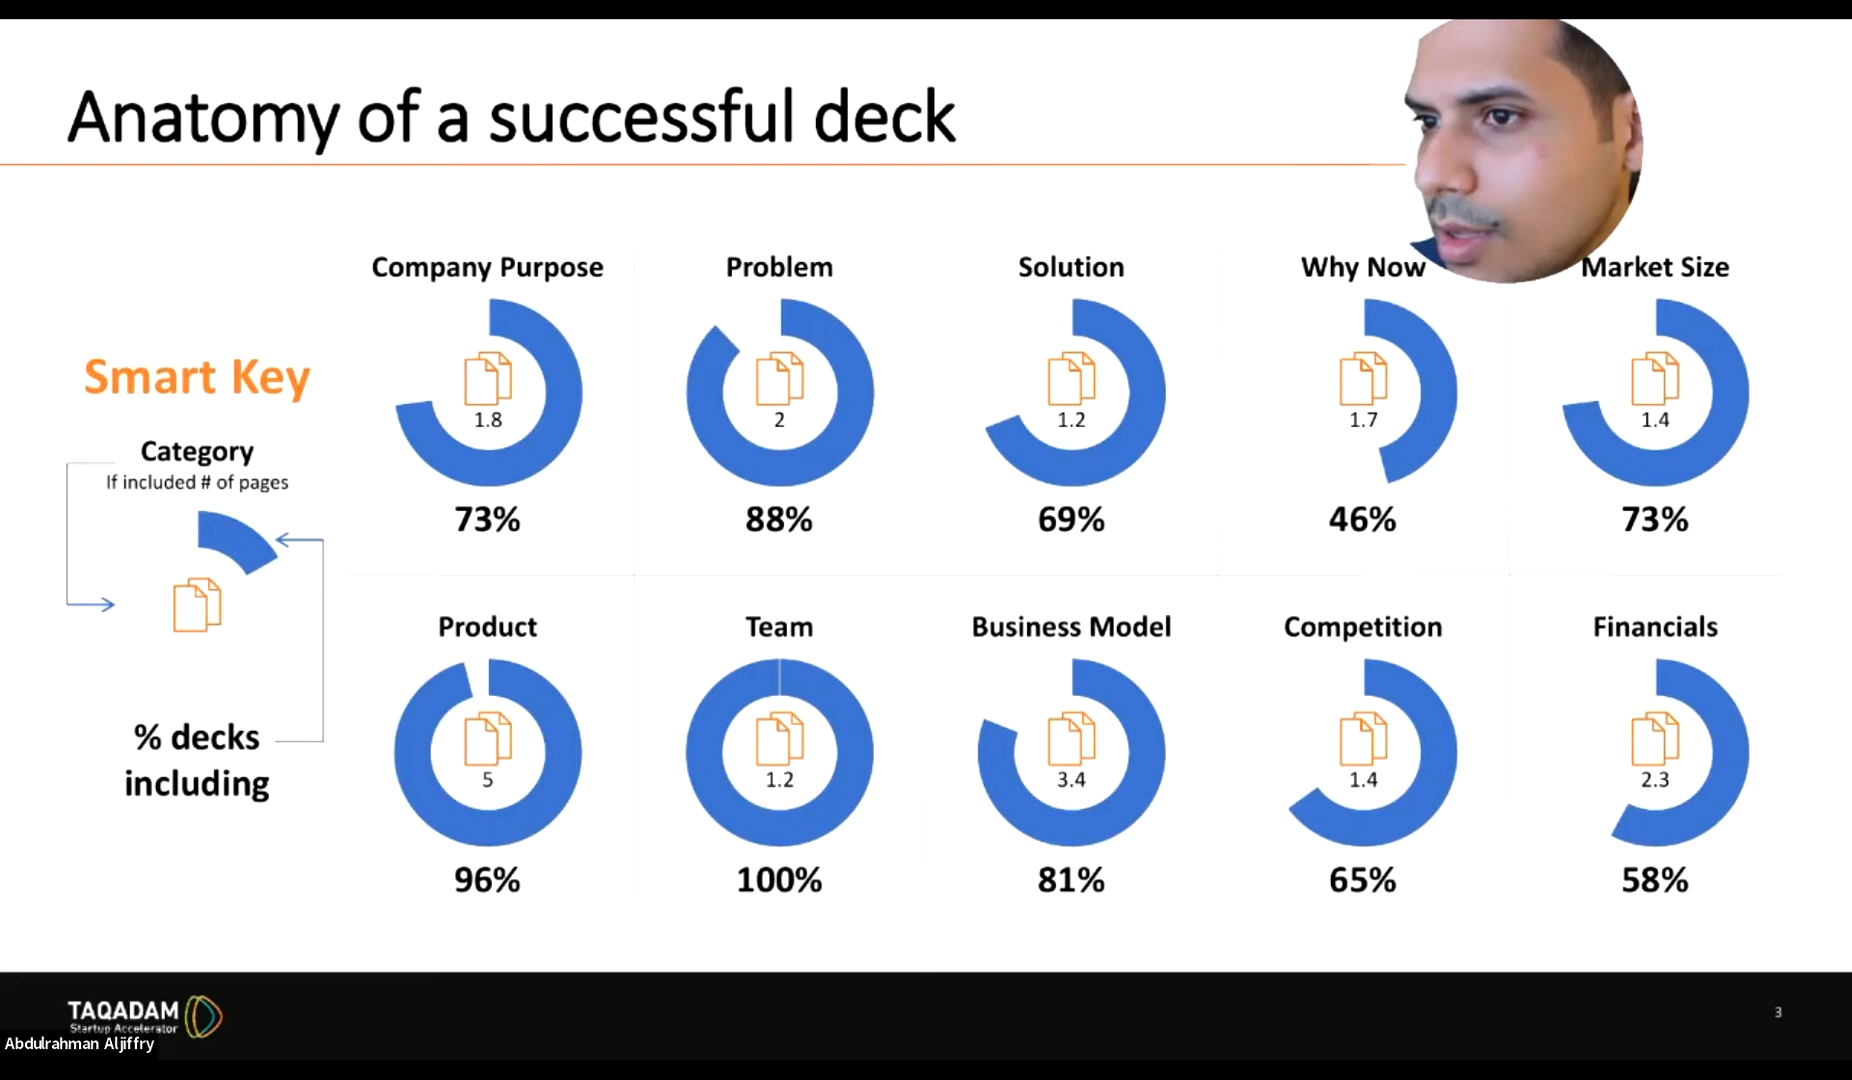 Anatomy of a successful deck
Company Purpose
Problem
Solution
Why Now
Market Size
1.8
2
1.2
1.7
1.4
73%
88%
69%
46%
73%
Smart Key
Category
If included # of pages
% decks
including
Product
Team
Business Model
Competition
Financials
5
1.2
3.4
1.4
2.3
96%
100%
81%
65%
58%
TAQADAM
Startup Accelerator
Abdulrahman Aljiffry
3